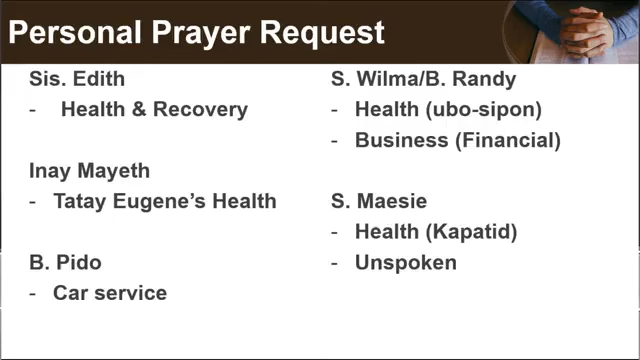 Personal Prayer Request
Sis. Edith
- Health & Recovery
Inay Mayeth
- Tatay Eugene's Health
B. Pido
- Car service
S. Wilma/B. Randy
- Health (ubo-sipon)
- Business (Financial)
S. Maesie
- Health (Kapatid)
- Unspoken